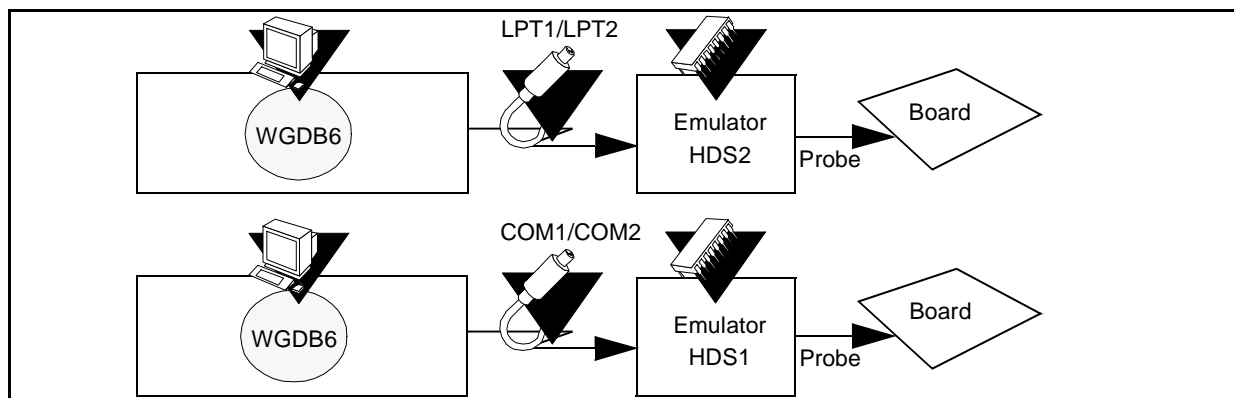 LPT1/LPT2
WGDB6
Emulator
HDS2
Probe
Board
COM1/COM2
WGDB6
Emulator
HDS1
Probe
Board